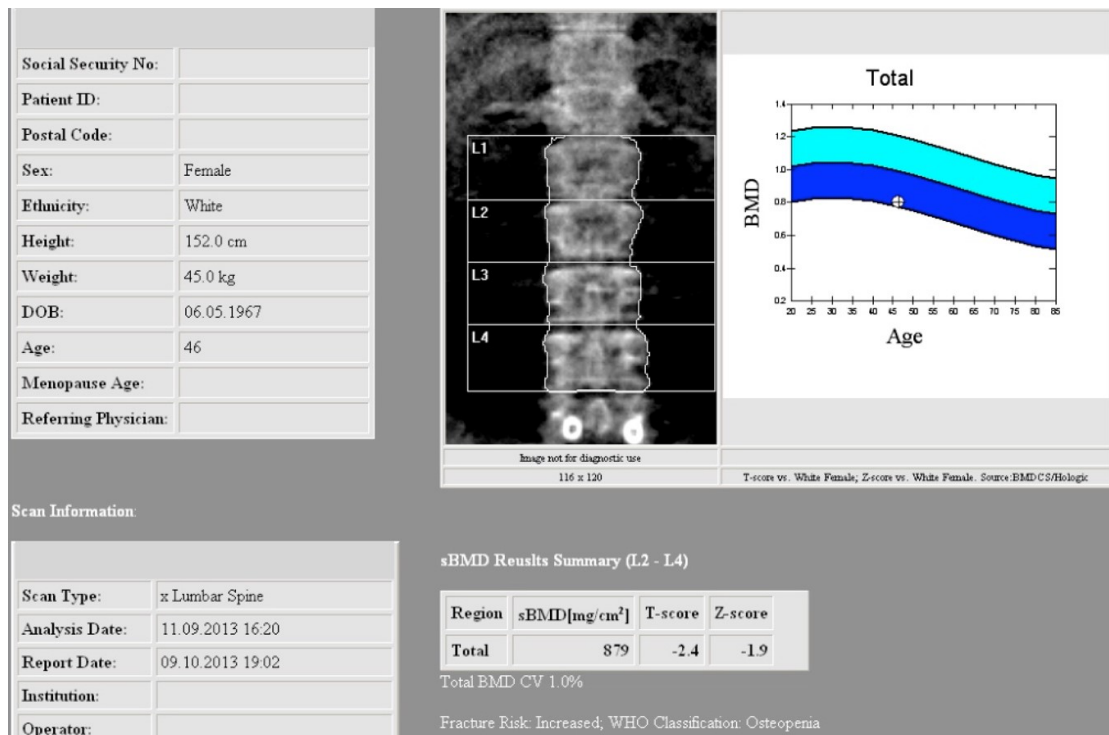 Social Security No:
Patient ID:
Postal Code:
Sex: Female
Ethnicity: White
Height: 152.0 cm
Weight: 45.0 kg
DOB: 06.05.1967
Age: 46
Menopause Age:
Referring Physician:
L1
L2
L3
L4
Image not for diagnostic use
116 x 120
Total
BMD
1.4
1.2
1.0
0.8
0.6
0.4
0.2
20 25 30 35 40 45 50 55 60 65 70 75 80 85
Age
T-score vs. White Female; Z-score vs. White Female. Source:BMDCS/Hologic
Scan Information:
Scan Type: x Lumbar Spine
Analysis Date: 11.09.2013 16:20
Report Date: 09.10.2013 19:02
Institution:
Operator:
sBMD Reuslts Summary (L2 - L4)
Region sBMD[mg/cm²] T-score Z-score
Total 879 -2.4 -1.9
Total BMD CV 1.0%
Fracture Risk: Increased; WHO Classification: Osteopenia